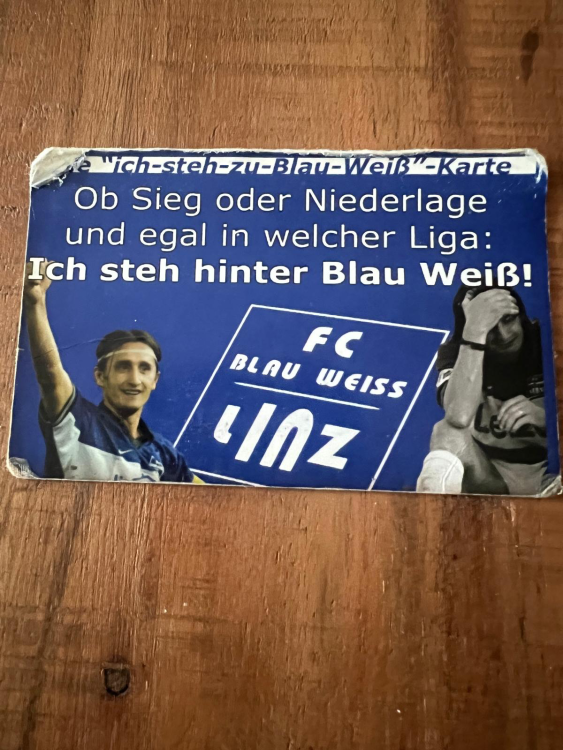 "ich-steh-zu-Blau-Weiß"-Karte
Ob Sieg oder Niederlage
und egal in welcher Liga:
Ich steh hinter Blau Weiß!
FC
BLAU WEISS
LINZ